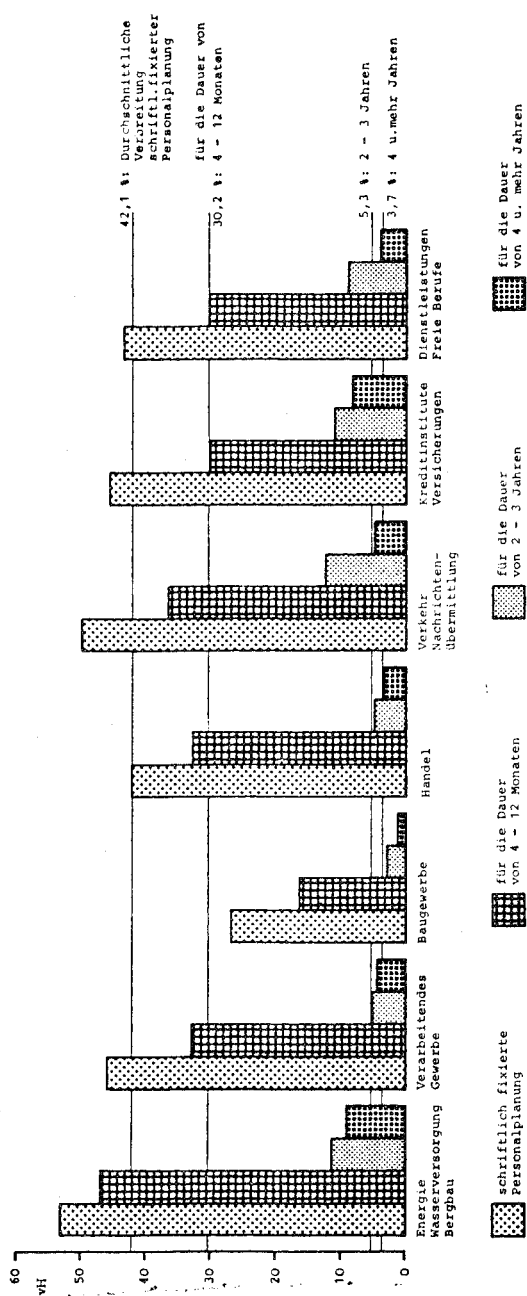 60
vH
50
40
30
20
10
0
42,1 %: Durchschnittliche
Verbreitung
schriftl.fixierter
Personalplanung
für die Dauer von
30,2 %: 4 - 12 Monaten
5,3 %: 2 - 3 Jahren
3,7 %: 4 u.mehr Jahren
Energie
Wasserversorgung
Bergbau
Verarbeitendes
Gewerbe
Baugewerbe
Handel
Verkehr
Nachrichten-
übermittlung
Kreditinstitute
Versicherungen
Dienstleistungen
Freie Berufe
schriftlich fixierte
Personalplanung
für die Dauer
von 4 - 12 Monaten
für die Dauer
von 2 - 3 Jahren
für die Dauer
von 4 u. mehr Jahren